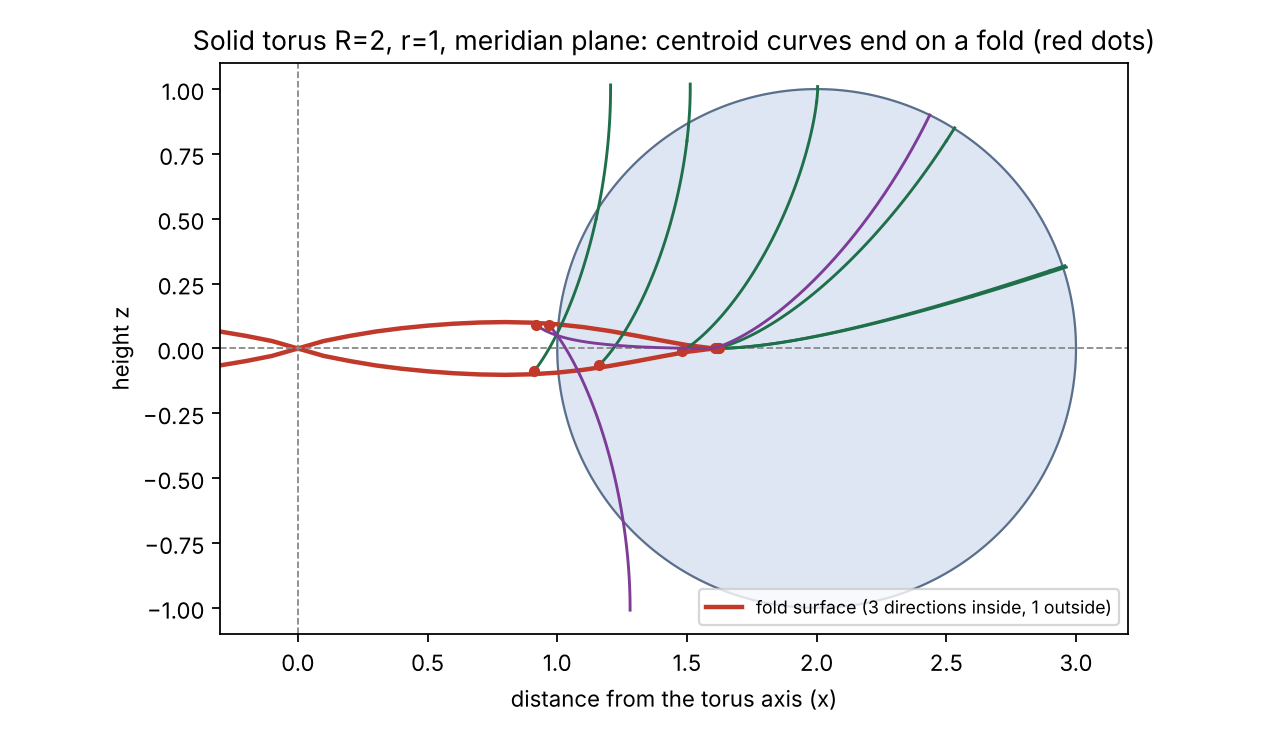 Solid torus R=2, r=1, meridian plane: centroid curves end on a fold (red dots)
1.00
0.75
0.50
0.25
0.00
−0.25
−0.50
−0.75
−1.00
height z
fold surface (3 directions inside, 1 outside)
0.0 0.5 1.0 1.5 2.0 2.5 3.0
distance from the torus axis (x)